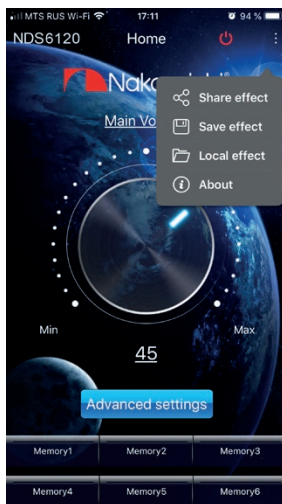 MTS RUS Wi-Fi 17:11 94 %
NDS6120 Home
Share effect
Save effect
Local effect
About
Main Vo
Min Max
45
Advanced settings
Memory1 Memory2 Memory3
Memory4 Memory5 Memory6